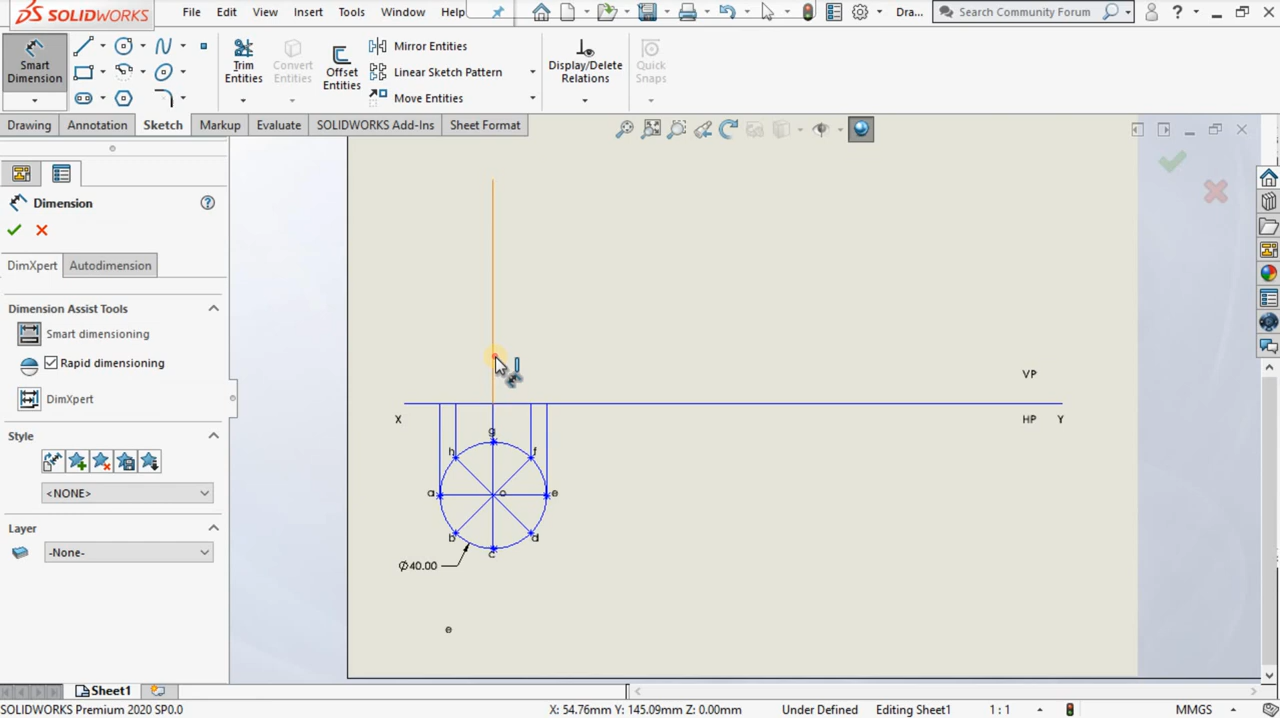 SOLIDWORKS File Edit View Insert Tools Window Help Dra... Search Community Forum ?
Smart Dimension
Trim Entities
Convert Entities
Offset Entities
Mirror Entities
Linear Sketch Pattern
Move Entities
Display/Delete Relations
Quick Snaps
Drawing Annotation Sketch Markup Evaluate SOLIDWORKS Add-Ins Sheet Format
Dimension ?
DimXpert Autodimension
Dimension Assist Tools
Smart dimensioning
Rapid dimensioning
DimXpert
Style
<NONE>
Layer
-None-
VP
X HP Y
g
h f
a o e
b d
c
Ø40.00
e
Sheet1
SOLIDWORKS Premium 2020 SP0.0 X: 54.76mm Y: 145.09mm Z: 0.00mm Under Defined Editing Sheet1 1 : 1 MMGS